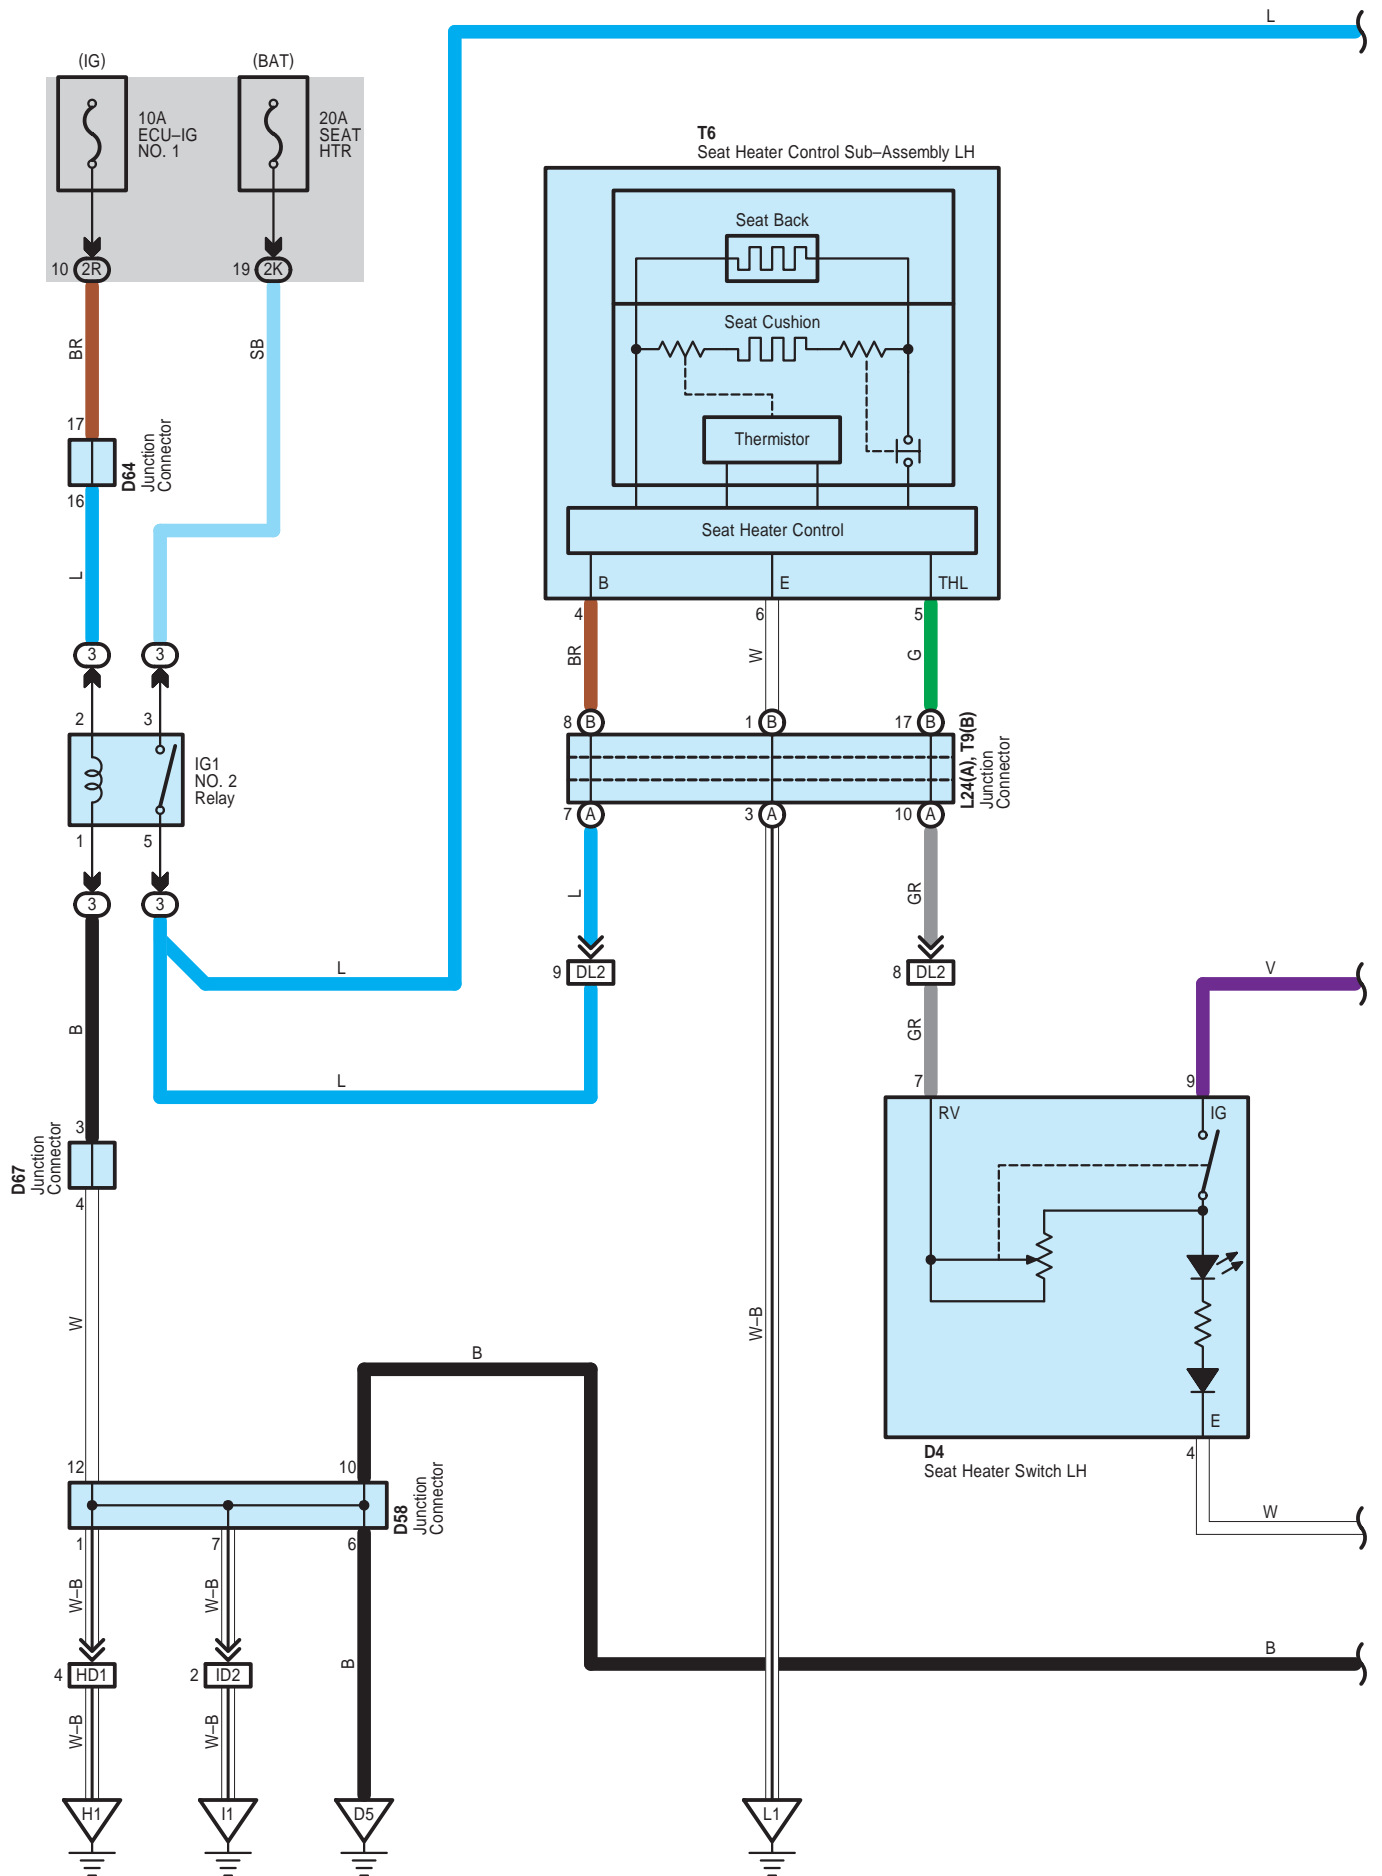 L
(IG)
(BAT)
10A
ECU–IG
NO. 1
20A
SEAT
HTR
10
2R
19
2K
T6
Seat Heater Control Sub–Assembly LH
Seat Back
Seat Cushion
Thermistor
Seat Heater Control
B
E
THL
4
6
5
BR
SB
17
D64
Junction
Connector
16
L
3
3
2
3
IG1
NO. 2
Relay
1
5
3
3
BR
W
G
8
B
1
B
17
B
L24(A), T9(B)
Junction
Connector
7
A
3
A
10
A
L
GR
9
DL2
8
DL2
GR
L
L
V
B
3
D67
Junction
Connector
4
7
9
RV
IG
E
4
D4
Seat Heater Switch LH
W
W
W–B
B
12
10
D58
Junction
Connector
1
7
6
W–B
W–B
B
B
4
HD1
2
ID2
W–B
W–B
H1
I1
D5
L1